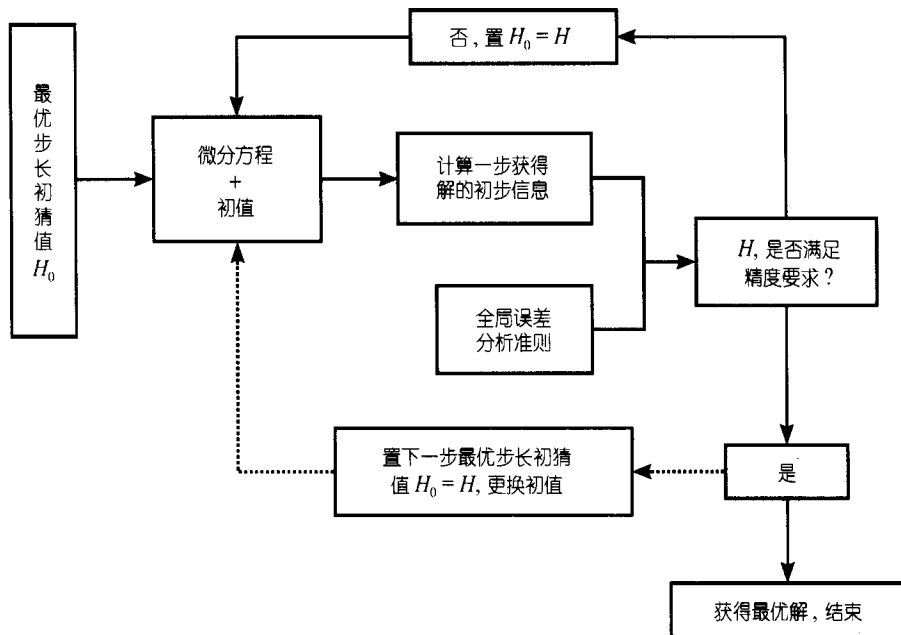 否，置 H₀ = H
最
优
步
长
初
猜
值
H₀
微分方程
+
初值
计算一步获得
解的初步信息
H, 是否满足
精度要求？
全局误差
分析准则
置下一步最优步长初猜
值 H₀ = H, 更换初值
是
获得最优解，结束